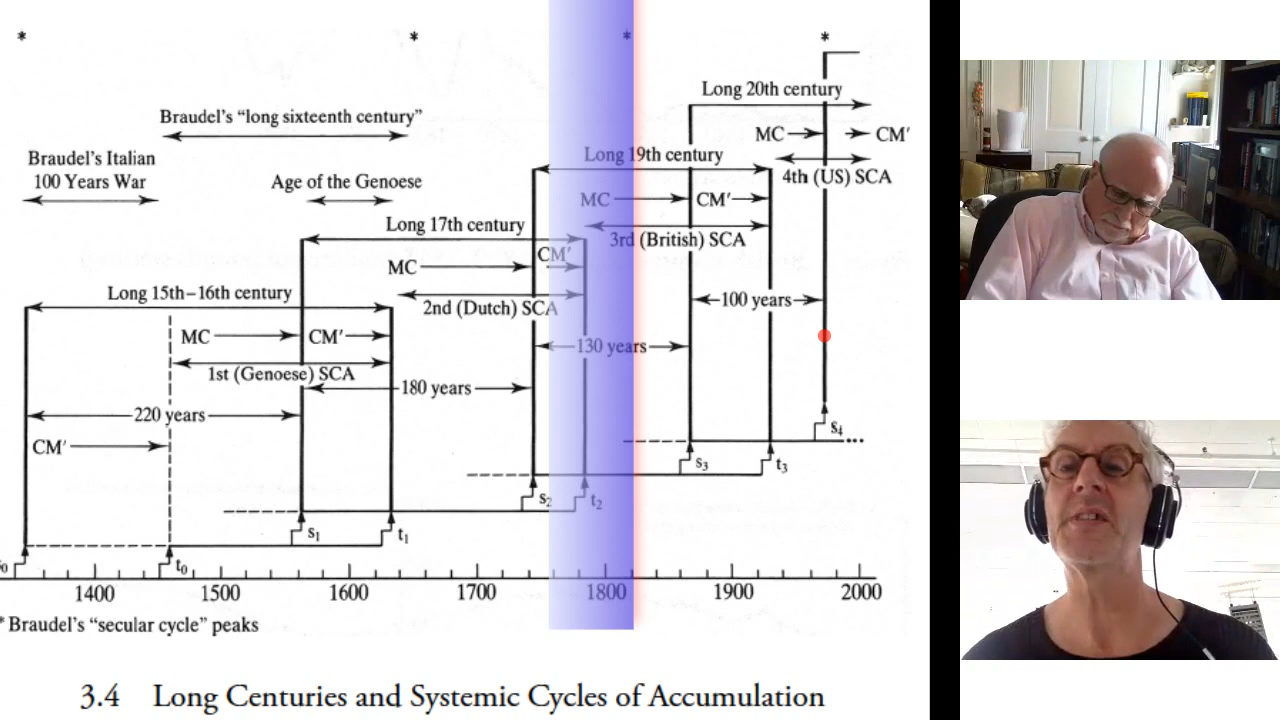 * * * *
Long 20th century
Braudel's “long sixteenth century”
MC CM'
Long 19th century
Braudel's Italian
100 Years War
Age of the Genoese
4th (US) SCA
MC CM'
Long 17th century
3rd (British) SCA
CM'
MC
Long 15th–16th century
2nd (Dutch) SCA
100 years
MC CM'
130 years
1st (Genoese) SCA
180 years
220 years
CM'
s4
s3 t3
s2 t2
s1 t1
t0
1400 1500 1600 1700 1800 1900 2000
* Braudel's “secular cycle” peaks
3.4 Long Centuries and Systemic Cycles of Accumulation